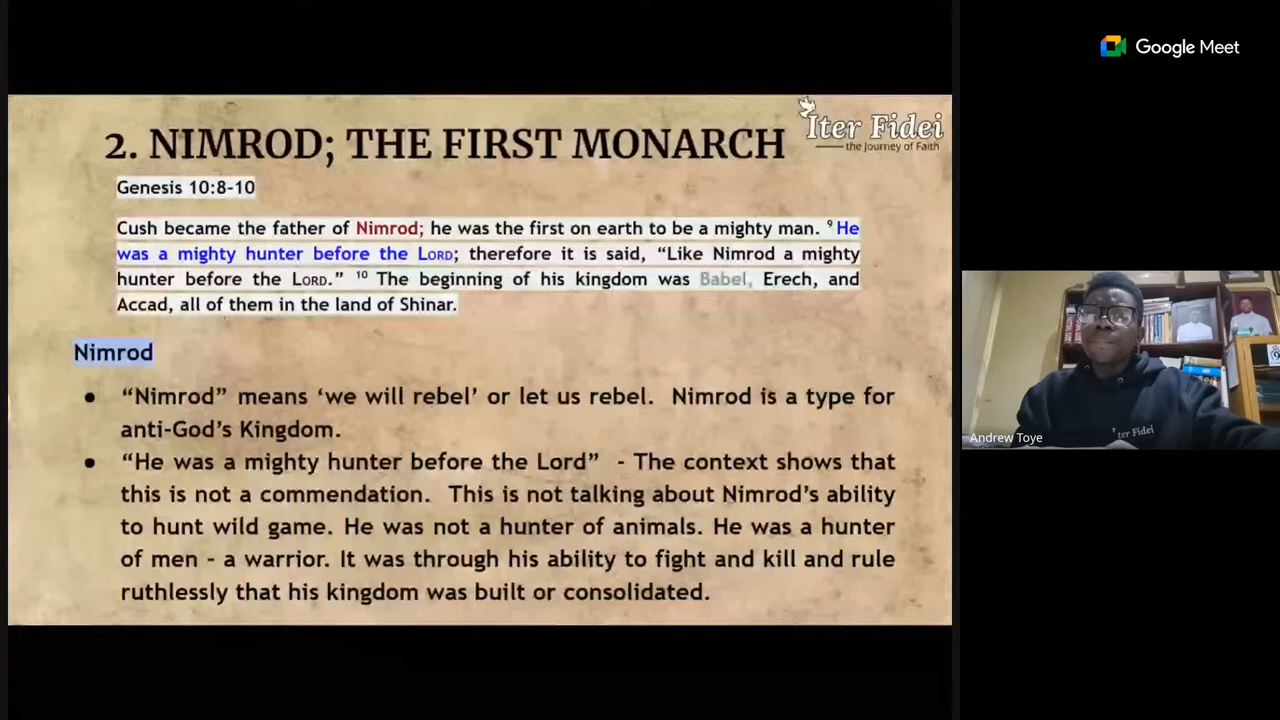 Google Meet
2. NIMROD; THE FIRST MONARCH
Iter Fidei
the Journey of Faith
Genesis 10:8-10
Cush became the father of Nimrod; he was the first on earth to be a mighty man. ⁹ He
was a mighty hunter before the LORD; therefore it is said, “Like Nimrod a mighty
hunter before the LORD.” ¹⁰ The beginning of his kingdom was Babel, Erech, and
Accad, all of them in the land of Shinar.
Nimrod
● “Nimrod” means ‘we will rebel’ or let us rebel. Nimrod is a type for
anti-God’s Kingdom.
● “He was a mighty hunter before the Lord” - The context shows that
this is not a commendation. This is not talking about Nimrod’s ability
to hunt wild game. He was not a hunter of animals. He was a hunter
of men - a warrior. It was through his ability to fight and kill and rule
ruthlessly that his kingdom was built or consolidated.
Iter Fidei
Andrew Toye